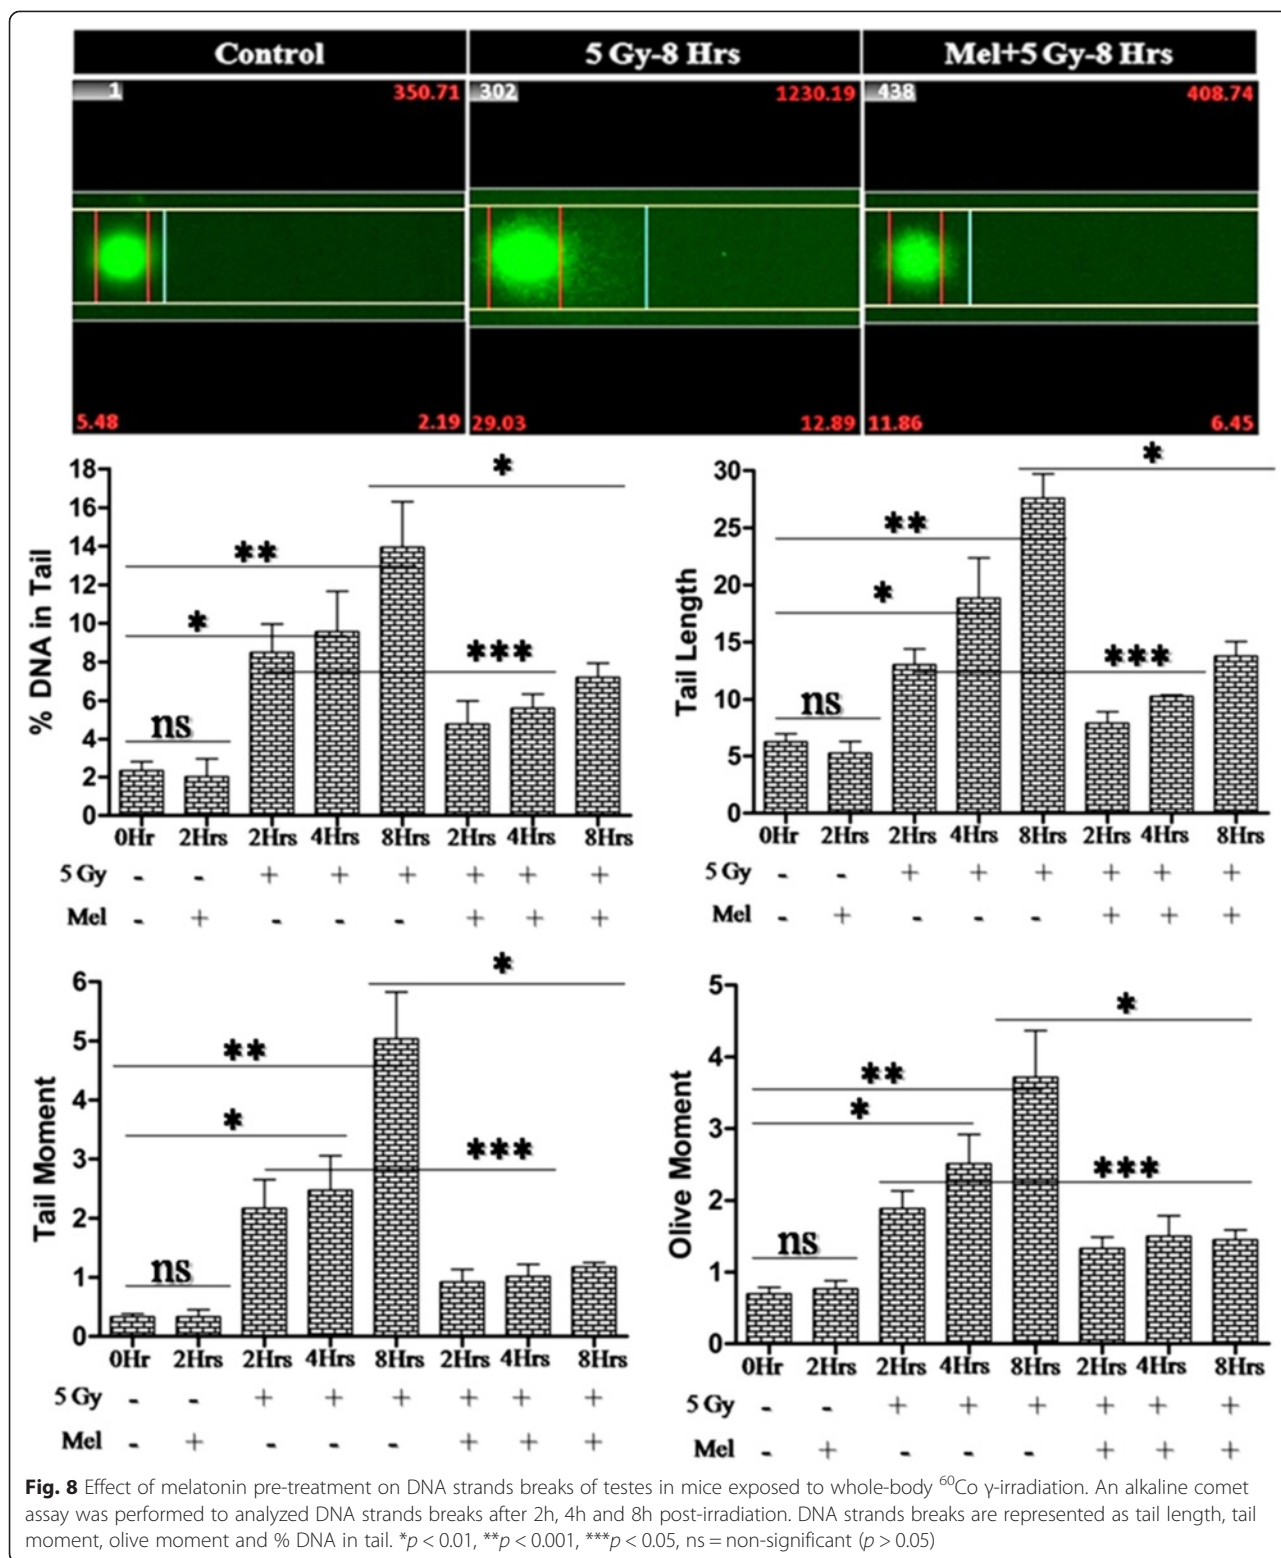 Control 5 Gy-8 Hrs Mel+5 Gy-8 Hrs
1 350.71 302 1230.19 438 408.74
5.48 2.19 29.03 12.89 11.86 6.45
% DNA in Tail
18
16
14
12
10
8
6
4
2
0
*
**
*
***
ns
0Hr 2Hrs 2Hrs 4Hrs 8Hrs 2Hrs 4Hrs 8Hrs
5 Gy - - + + + + + +
Mel - + - - - + + +
Tail Length
30
25
20
15
10
5
0
*
**
*
***
ns
0Hr 2Hrs 2Hrs 4Hrs 8Hrs 2Hrs 4Hrs 8Hrs
5 Gy - - + + + + + +
Mel - + - - - + + +
Tail Moment
6
5
4
3
2
1
0
*
**
*
***
ns
0Hr 2Hrs 2Hrs 4Hrs 8Hrs 2Hrs 4Hrs 8Hrs
5 Gy - - + + + + + +
Mel - + - - - + + +
Olive Moment
5
4
3
2
1
0
*
**
*
***
ns
0Hr 2Hrs 2Hrs 4Hrs 8Hrs 2Hrs 4Hrs 8Hrs
5 Gy - - + + + + + +
Mel - + - - - + + +
Fig. 8 Effect of melatonin pre-treatment on DNA strands breaks of testes in mice exposed to whole-body ⁶⁰Co γ-irradiation. An alkaline comet
assay was performed to analyzed DNA strands breaks after 2h, 4h and 8h post-irradiation. DNA strands breaks are represented as tail length, tail
moment, olive moment and % DNA in tail. *p < 0.01, **p < 0.001, ***p < 0.05, ns = non-significant (p > 0.05)